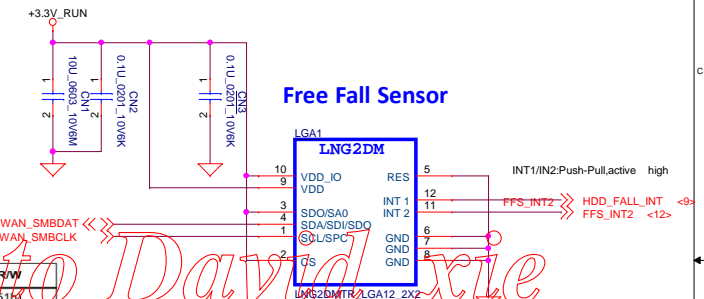 +3.3V_RUN
C
1
2
10U_0603_10V6M
CN1
1
2
0.1U_0201_10V6K
CN2
1
2
0.1U_0201_10V6K
CN3
Free Fall Sensor
LGA1
LNG2DM
10 VDD_IO RES 5
9 VDD
INT1/IN2:Push-Pull,active high
INT 1 12 FFS_INT2 HDD_FALL_INT <9>
3 SDO/SA0 INT 2 11 FFS_INT2 <12>
WAN_SMBDAT 4 SDA/SDI/SDO
WAN_SMBCLK 1 SCL/SPC GND 6
GND 7
2 CS GND 8
R/W
LNG2DMTR_LGA12_2X2
to David xie